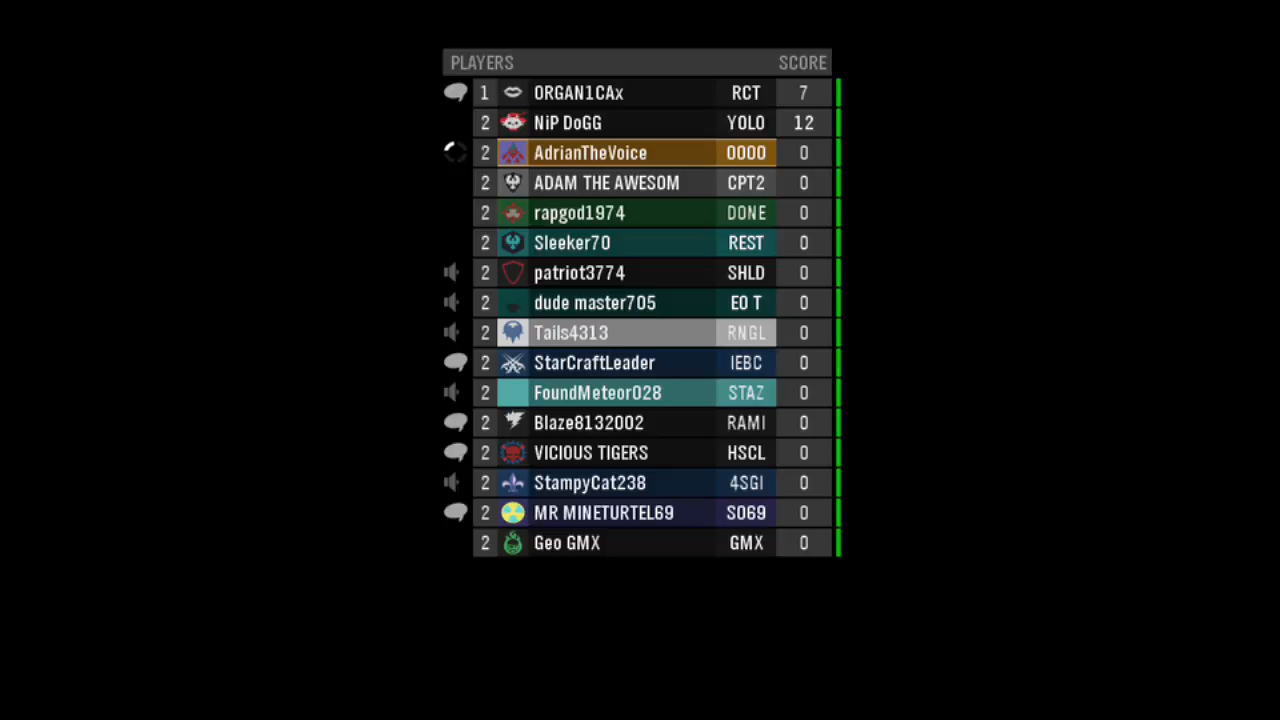 PLAYERS SCORE
1 ORGAN1CAx RCT 7
2 NiP DoGG YOLO 12
2 AdrianTheVoice 0000 0
2 ADAM THE AWESOM CPT2 0
2 rapgod1974 DONE 0
2 Sleeker70 REST 0
2 patriot3774 SHLD 0
2 dude master705 EO T 0
2 Tails4313 RNGL 0
2 StarCraftLeader IEBC 0
2 FoundMeteor028 STAZ 0
2 Blaze8132002 RAMI 0
2 VICIOUS TIGERS HSCL 0
2 StampyCat238 4SGI 0
2 MR MINETURTEL69 SO69 0
2 Geo GMX GMX 0